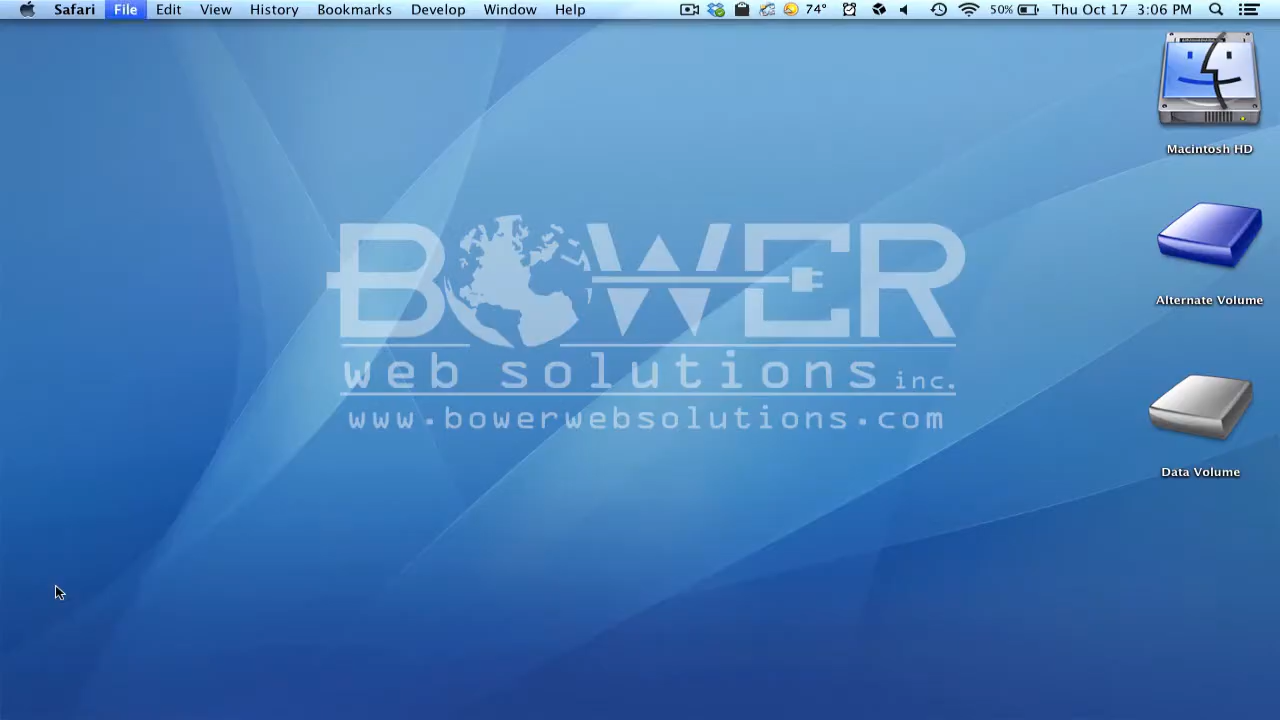 Safari File Edit View History Bookmarks Develop Window Help 74° 50% Thu Oct 17 3:06 PM
Macintosh HD
BOWER
web solutions inc.
www.bowerwebsolutions.com
Alternate Volume
Data Volume